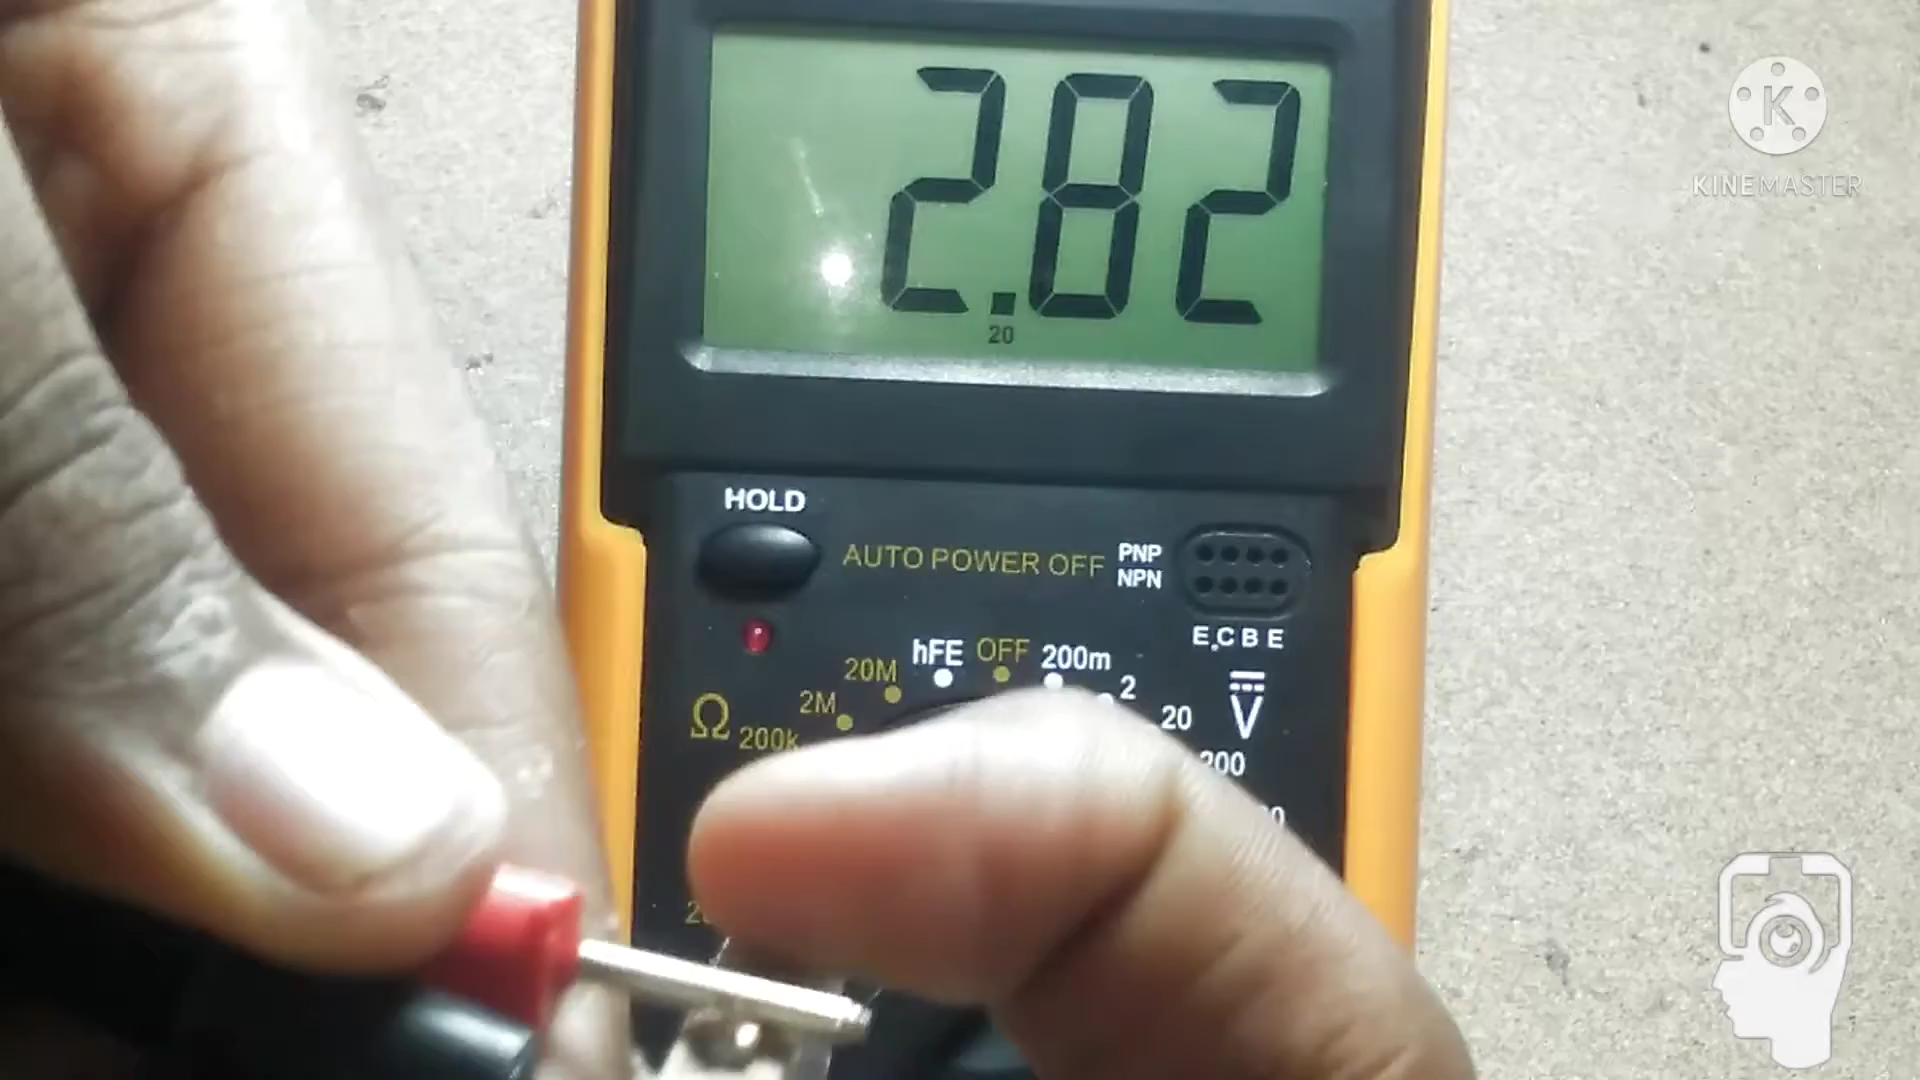 2.82
20
KINEMASTER
HOLD
AUTO POWER OFF
PNP
NPN
E.C B E
hFE
OFF
200m
20M
2
2M
20
V
Ω
200k
200